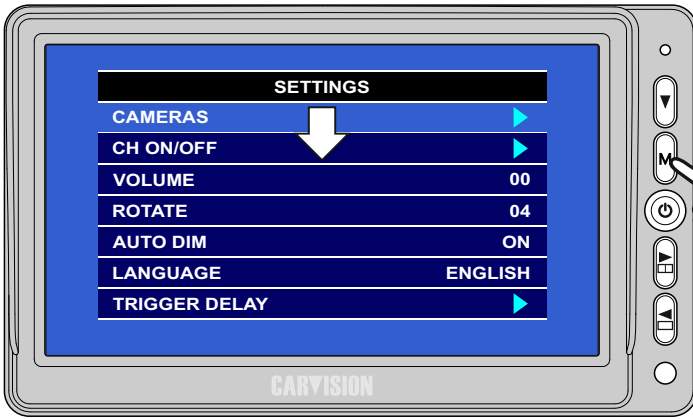 SETTINGS
CAMERAS
CH ON/OFF
VOLUME 00
ROTATE 04
AUTO DIM ON
LANGUAGE ENGLISH
TRIGGER DELAY
M
CARVISION